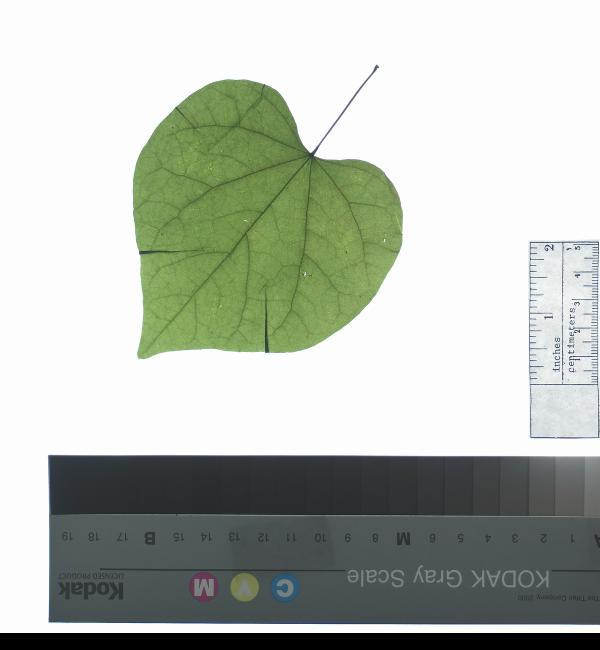 2
1
inches
5
4
3
2
1
centimeters
19 18 17 B 15 14 13 12 11 10 9 8 M 6 5 4 3 2 1 A
Kodak
LICENSED PRODUCT
M Y C
KODAK Gray Scale
The Tiffen Company, 2000